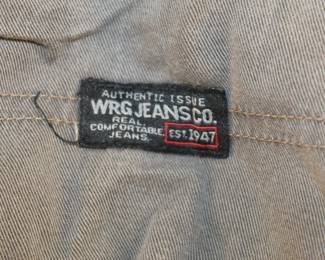 AUTHENTIC ISSUE
WRG JEANS CO.
REAL.
COMFORTABLE.
JEANS.
EST. 1947